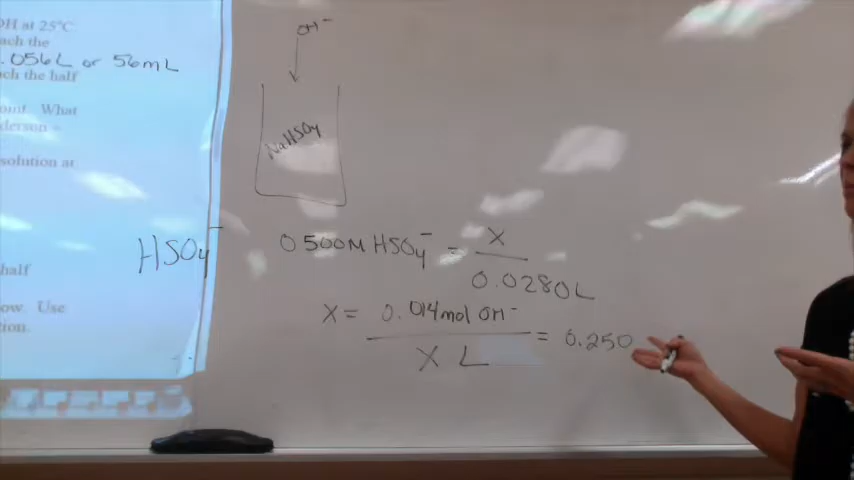 OH at 25°C
ach the
.056L or 56mL
ch the half
oint. What
derson –
solution at
half
ow. Use
tion.
OH⁻
NaHSO4
HSO4⁻
0.500M HSO4⁻ = X / 0.0280L
X = 0.014mol OH⁻ / X L = 0.250